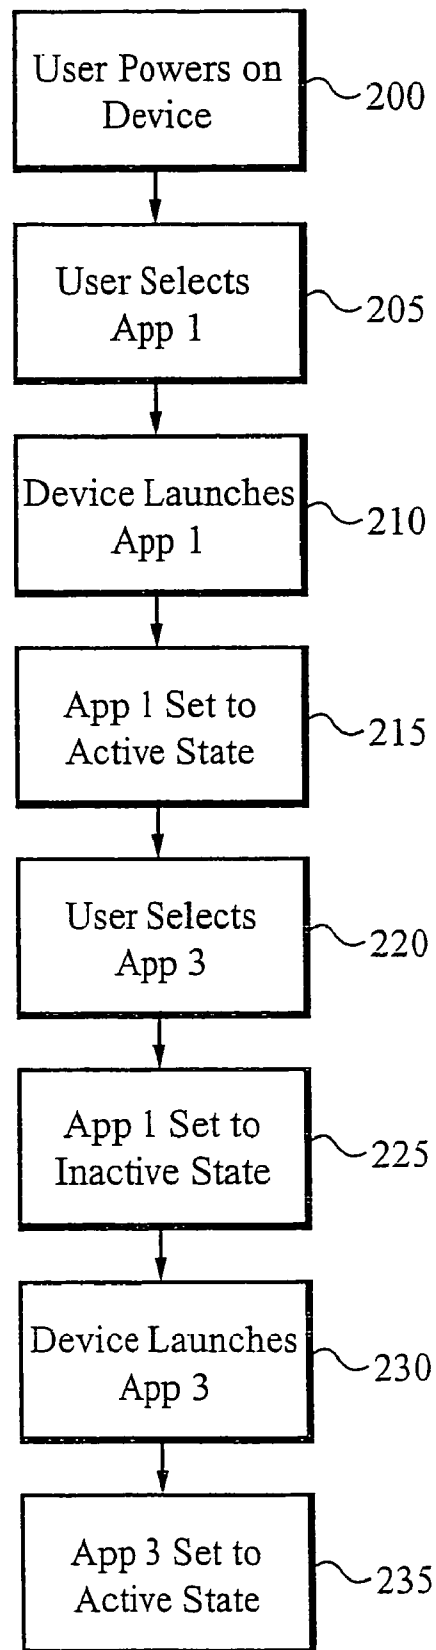 User Powers on
Device
200
User Selects
App 1
205
Device Launches
App 1
210
App 1 Set to
Active State
215
User Selects
App 3
220
App 1 Set to
Inactive State
225
Device Launches
App 3
230
App 3 Set to
Active State
235